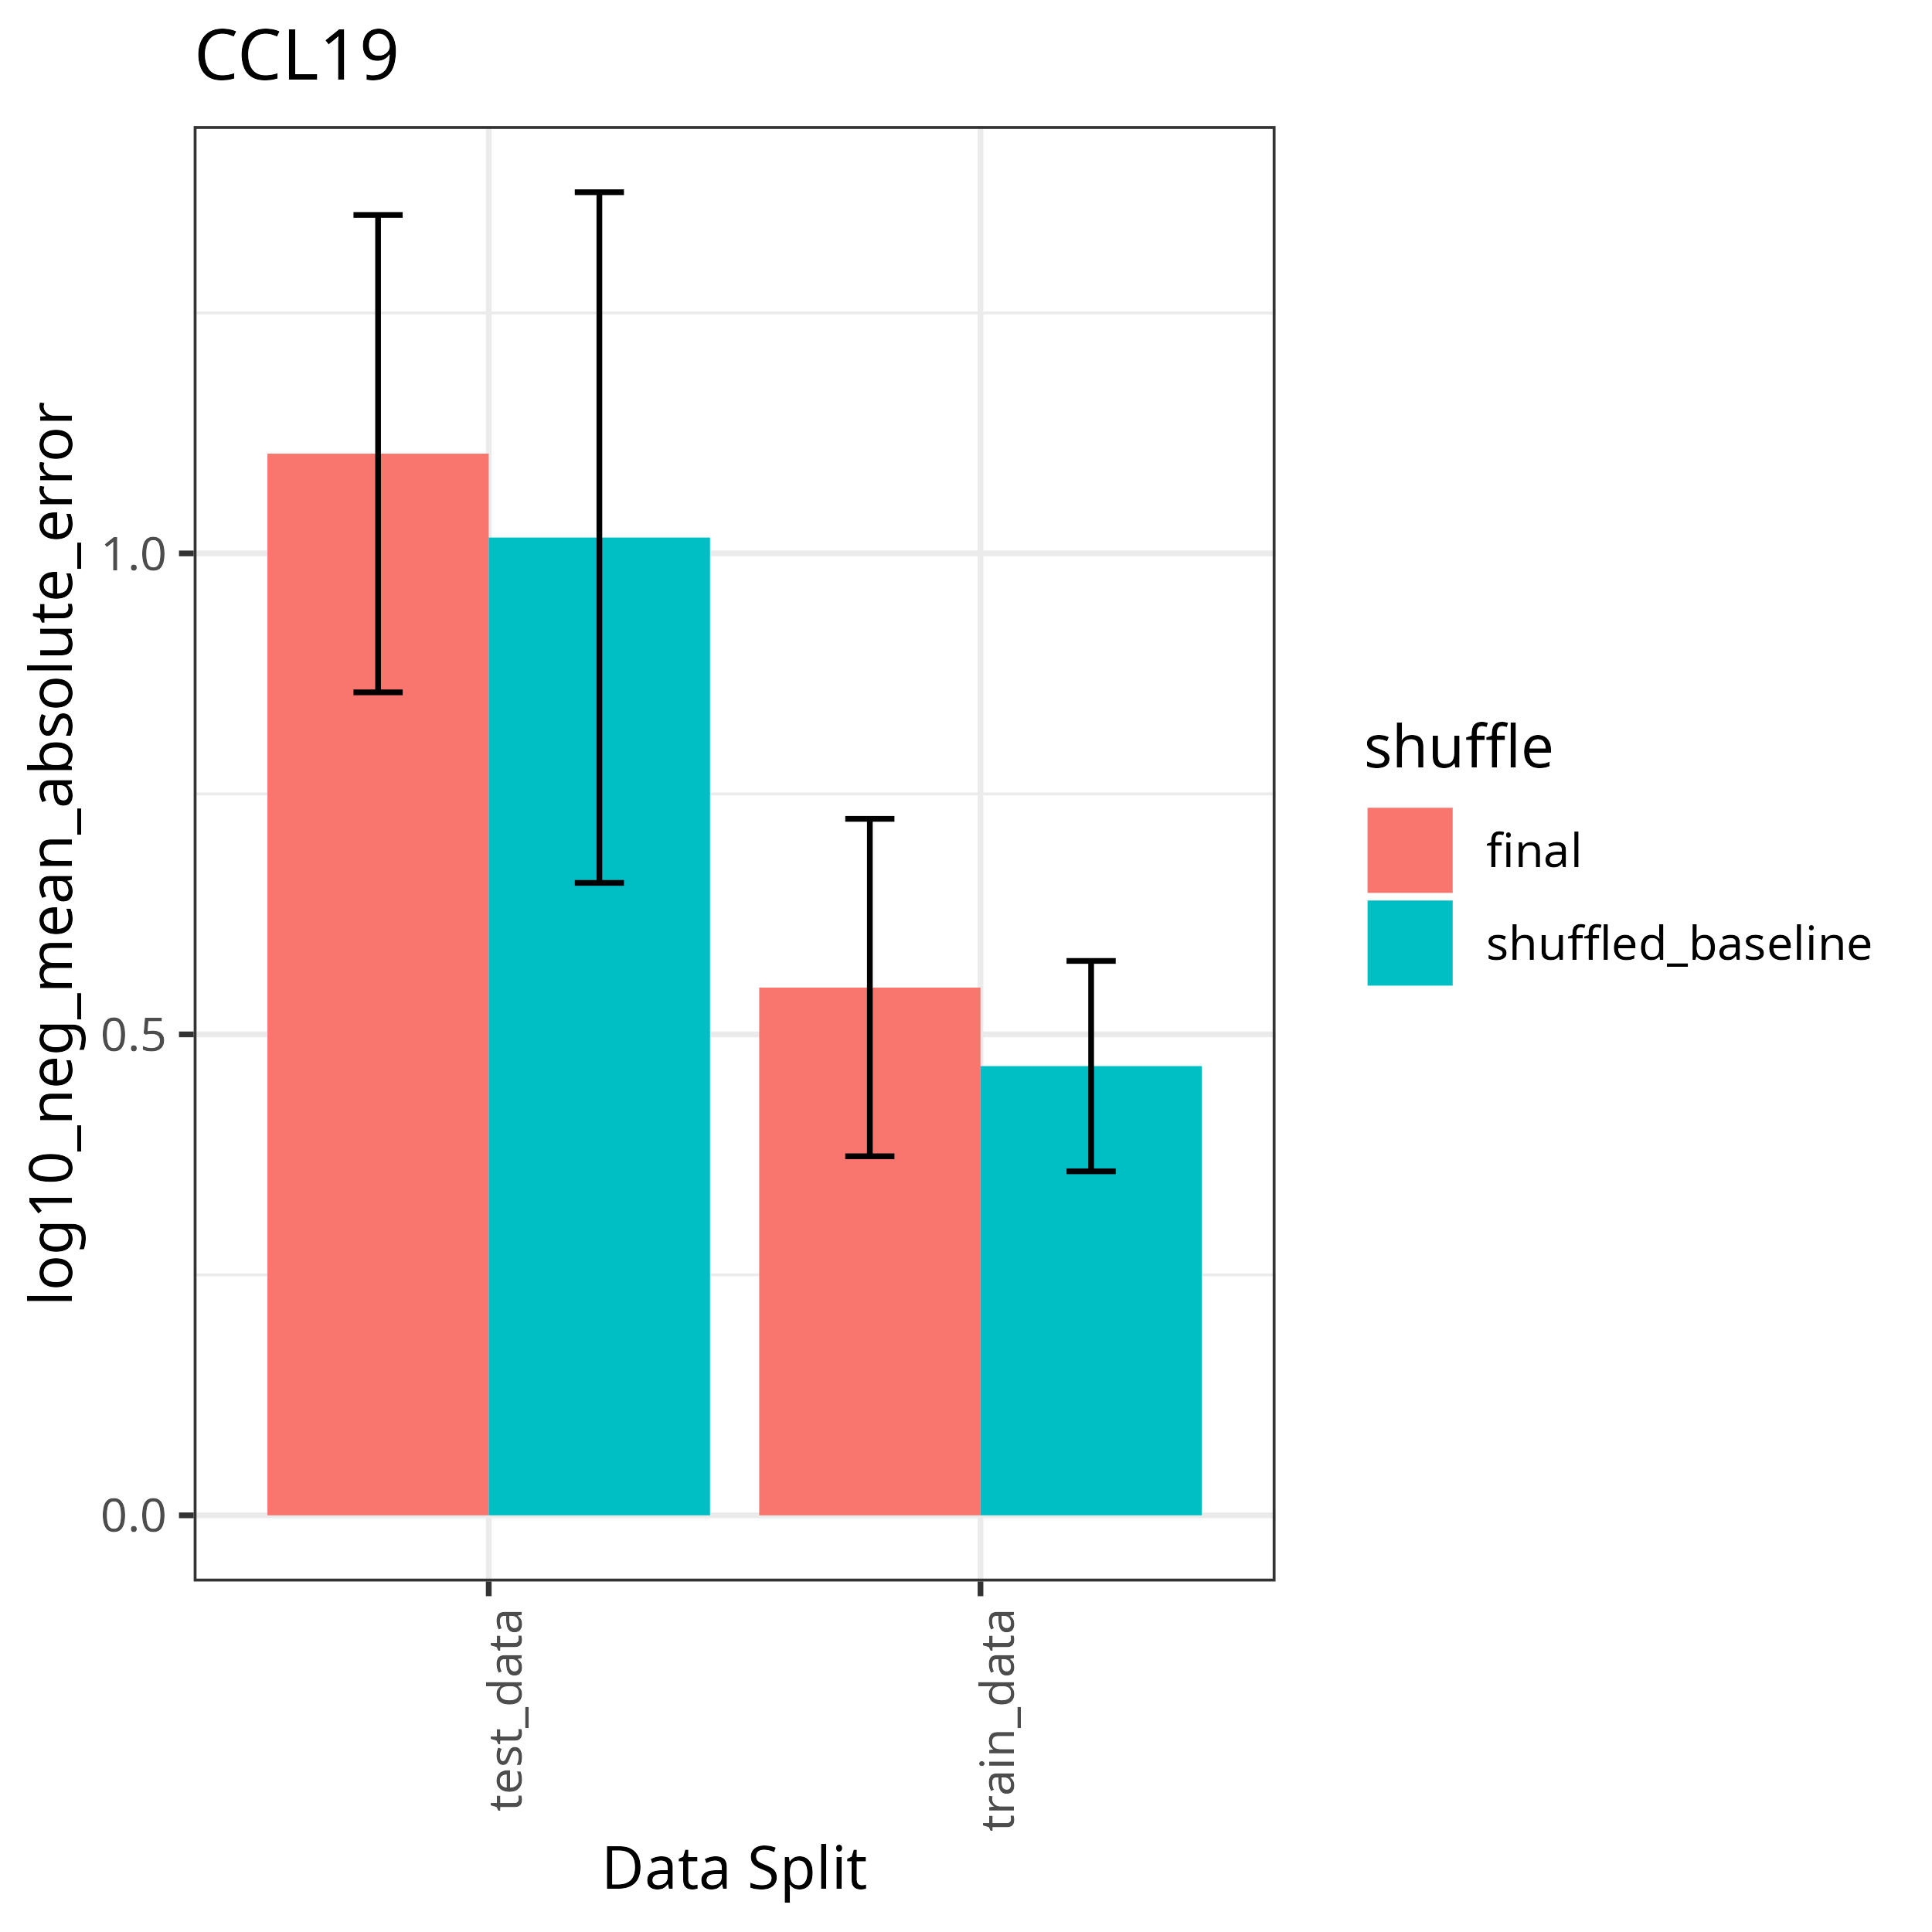 CCL19
log10_neg_mean_absolute_error
1.0
0.5
0.0
test_data
train_data
Data Split
shuffle
final
shuffled_baseline